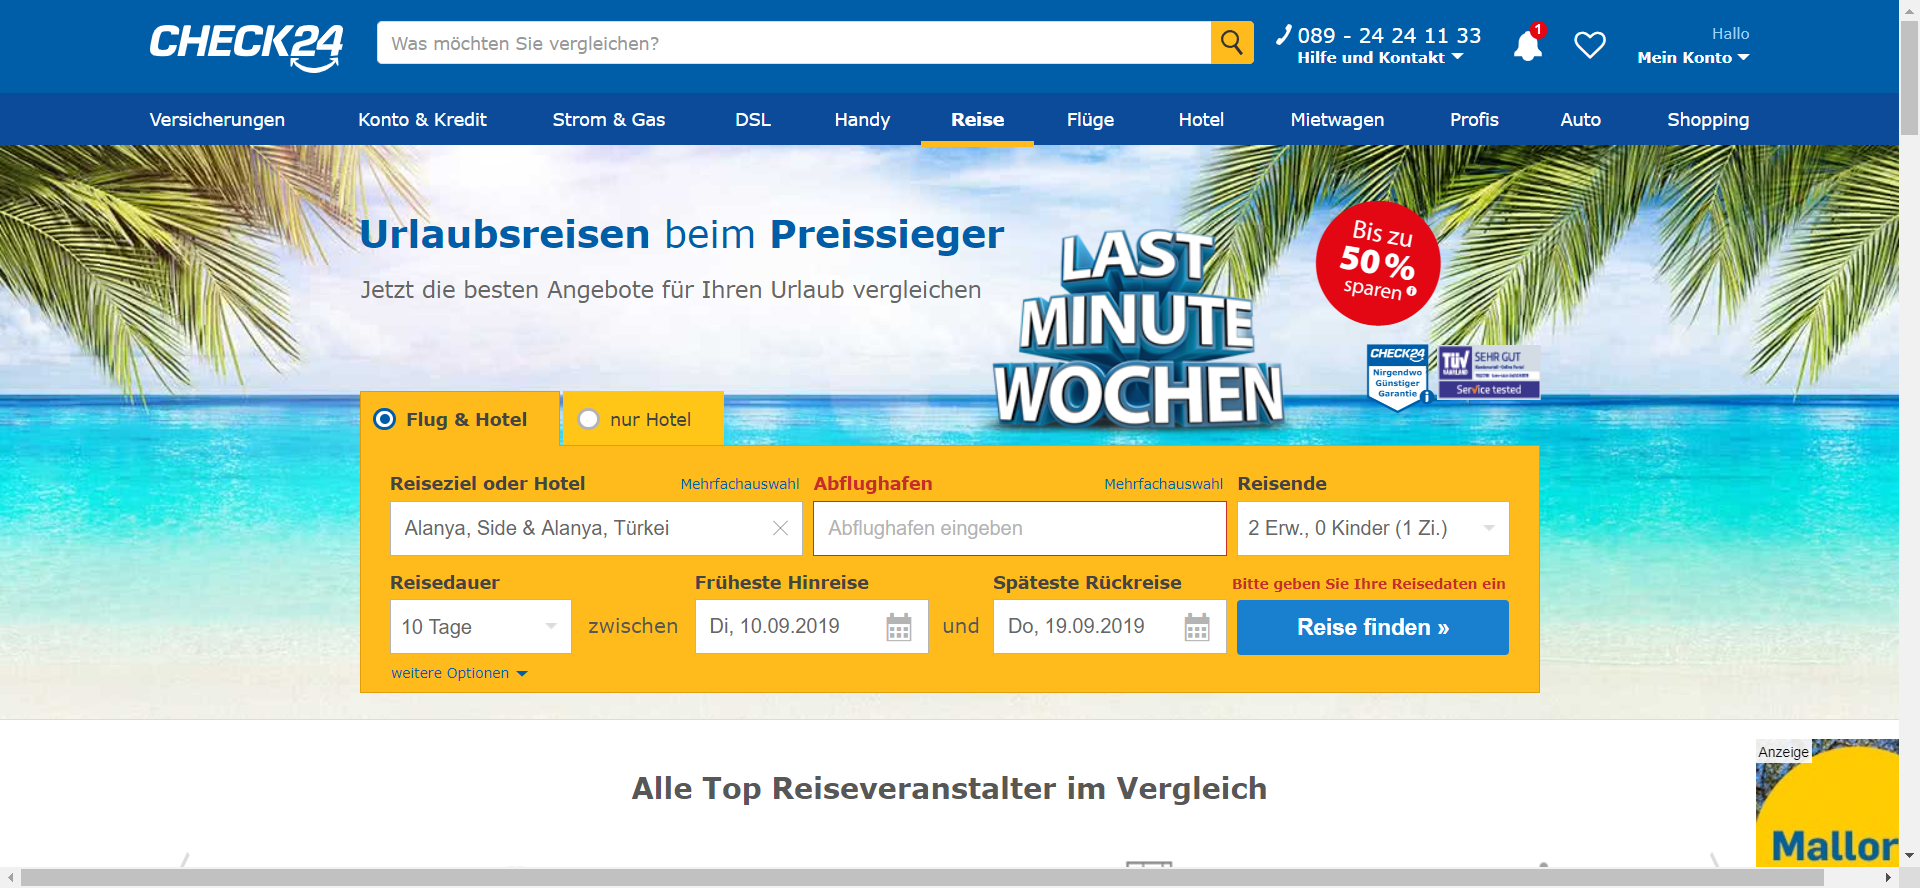 CHECK24
Was möchten Sie vergleichen?
089 - 24 24 11 33
Hilfe und Kontakt
1
Hallo
Mein Konto
Versicherungen Konto & Kredit Strom & Gas DSL Handy Reise Flüge Hotel Mietwagen Profis Auto Shopping
Urlaubsreisen beim Preissieger
Jetzt die besten Angebote für Ihren Urlaub vergleichen
LAST
MINUTE
WOCHEN
Bis zu
50 %
sparen
CHECK24
Nirgendwo
Günstiger
Garantie
TÜV
SEHR GUT
Service tested
Flug & Hotel
nur Hotel
Reiseziel oder Hotel Mehrfachauswahl Abflughafen Mehrfachauswahl Reisende
Alanya, Side & Alanya, Türkei Abflughafen eingeben 2 Erw., 0 Kinder (1 Zi.)
Reisedauer Früheste Hinreise Späteste Rückreise Bitte geben Sie Ihre Reisedaten ein
10 Tage zwischen Di, 10.09.2019 und Do, 19.09.2019 Reise finden »
weitere Optionen
Alle Top Reiseveranstalter im Vergleich
Anzeige
Mallor